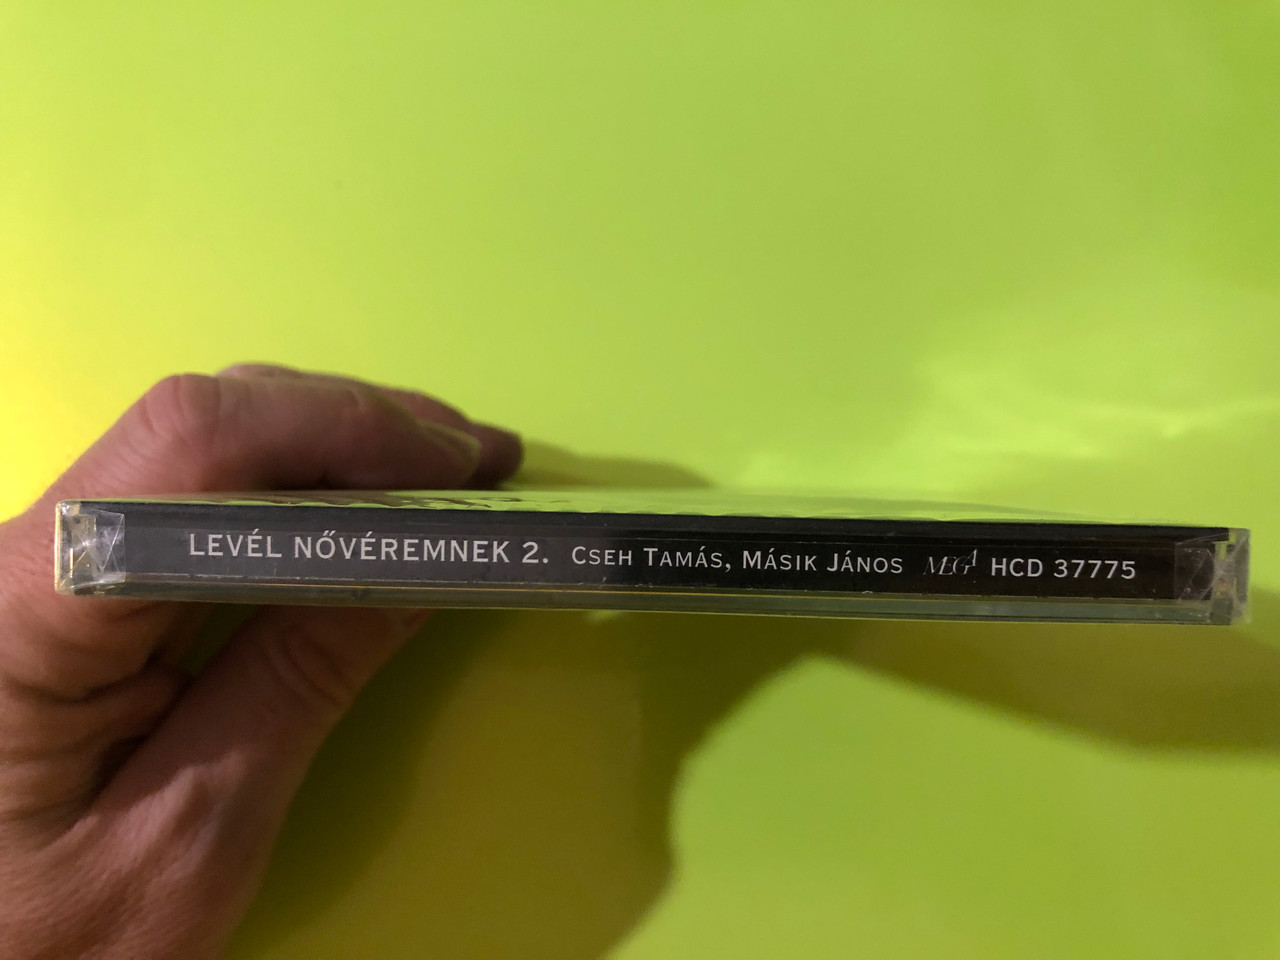 LEVÉL NŐVÉREMNEK 2. CSEH TAMÁS, MÁSIK JÁNOS MEGA HCD 37775